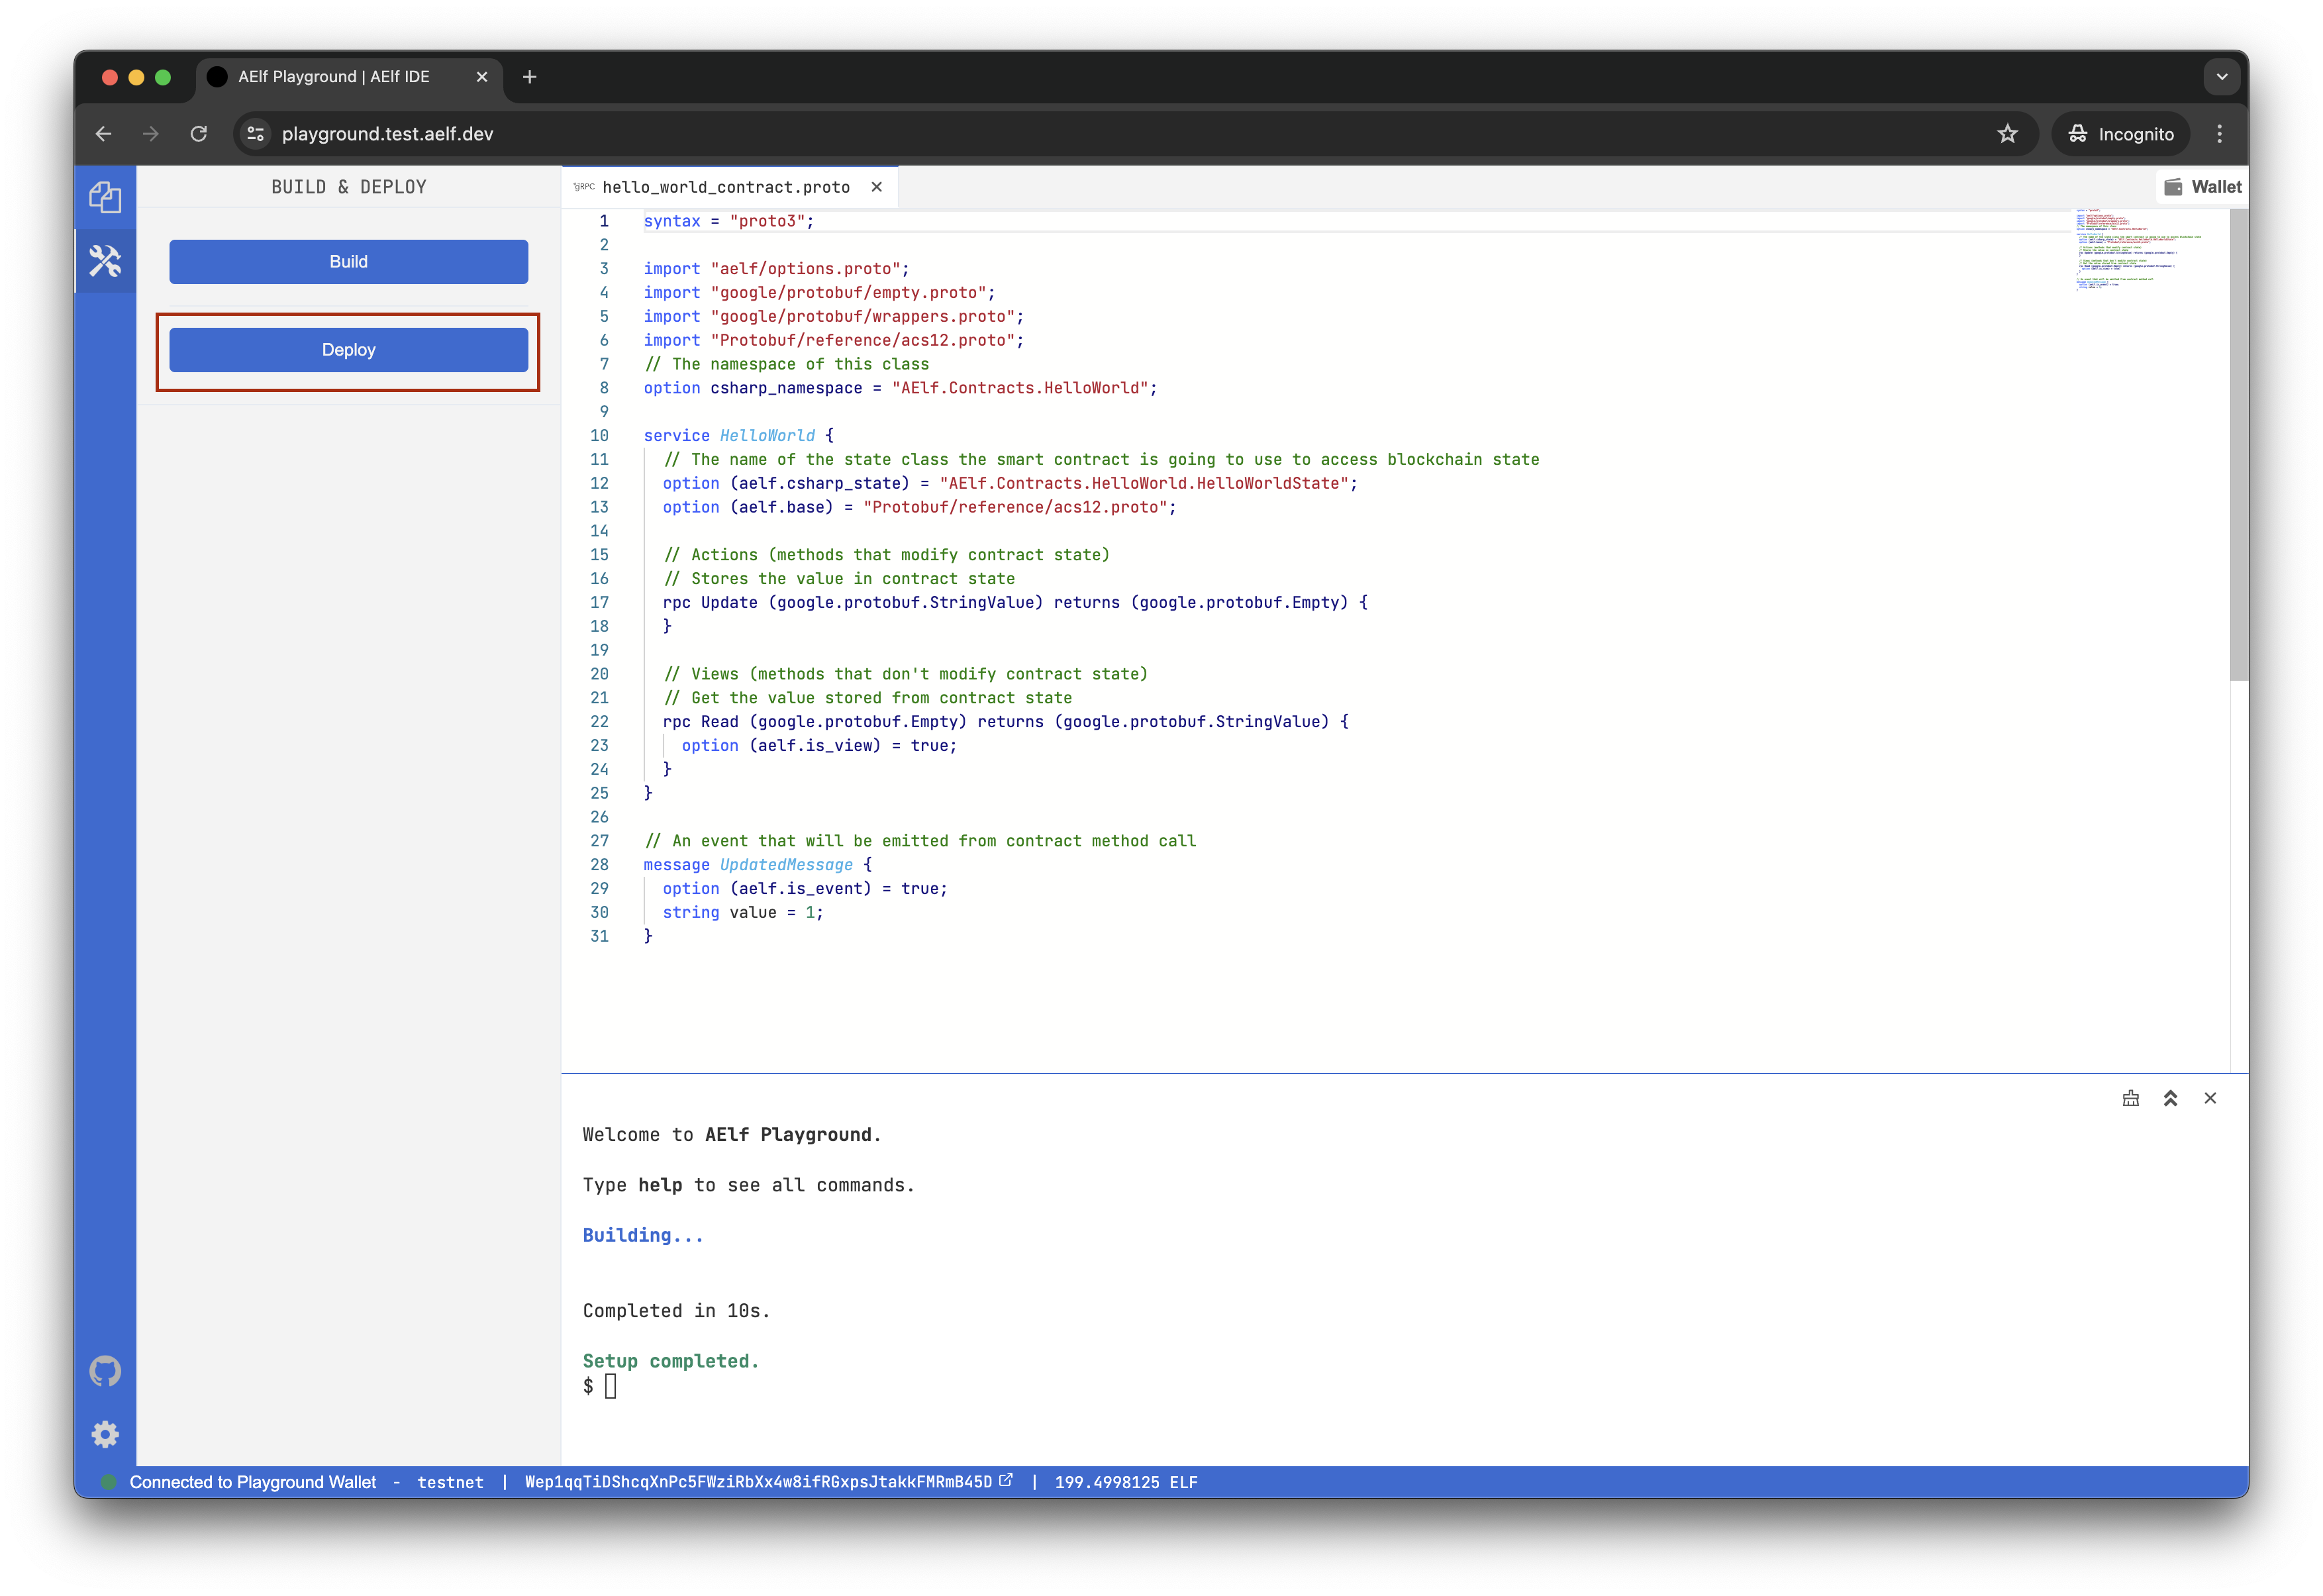 AElf Playground | AElf IDE
playground.test.aelf.dev
Incognito
BUILD & DEPLOY
Build
Deploy
gRPC hello_world_contract.proto
Wallet
1 syntax = "proto3";
2
3 import "aelf/options.proto";
4 import "google/protobuf/empty.proto";
5 import "google/protobuf/wrappers.proto";
6 import "Protobuf/reference/acs12.proto";
7 // The namespace of this class
8 option csharp_namespace = "AElf.Contracts.HelloWorld";
9
10 service HelloWorld {
11 // The name of the state class the smart contract is going to use to access blockchain state
12 option (aelf.csharp_state) = "AElf.Contracts.HelloWorld.HelloWorldState";
13 option (aelf.base) = "Protobuf/reference/acs12.proto";
14
15 // Actions (methods that modify contract state)
16 // Stores the value in contract state
17 rpc Update (google.protobuf.StringValue) returns (google.protobuf.Empty) {
18 }
19
20 // Views (methods that don't modify contract state)
21 // Get the value stored from contract state
22 rpc Read (google.protobuf.Empty) returns (google.protobuf.StringValue) {
23 option (aelf.is_view) = true;
24 }
25 }
26
27 // An event that will be emitted from contract method call
28 message UpdatedMessage {
29 option (aelf.is_event) = true;
30 string value = 1;
31 }
Welcome to AElf Playground.
Type help to see all commands.
Building...
Completed in 10s.
Setup completed.
$
Connected to Playground Wallet - testnet | Wep1qqTiDShcqXnPc5FWziRbXx4w8ifRGxpsJtakkFMRmB45D | 199.4998125 ELF